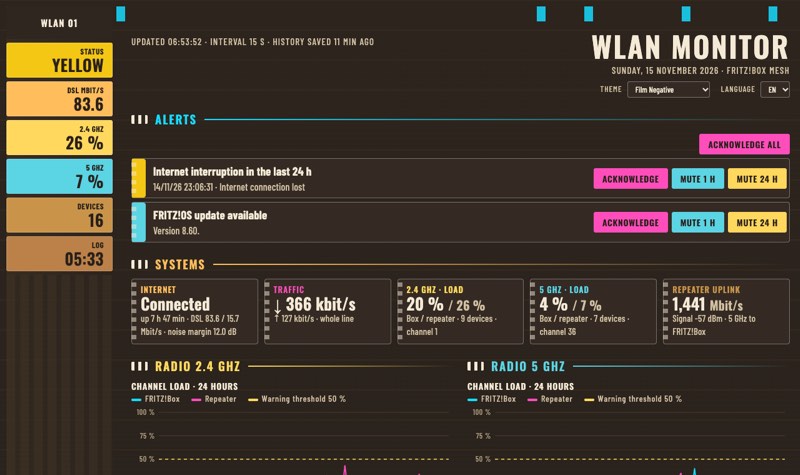 WLAN 01
STATUS
YELLOW
DSL MBIT/S
83.6
2.4 GHZ
26 %
5 GHZ
7 %
DEVICES
16
LOG
05:33
UPDATED 06:53:52 · INTERVAL 15 S · HISTORY SAVED 11 MIN AGO
WLAN MONITOR
SUNDAY, 15 NOVEMBER 2026 · FRITZ!BOX MESH
THEME Film Negative LANGUAGE EN
ALERTS
ACKNOWLEDGE ALL
Internet interruption in the last 24 h
14/11/26 23:06:31 · Internet connection lost
ACKNOWLEDGE MUTE 1 H MUTE 24 H
FRITZ!OS update available
Version 8.60.
ACKNOWLEDGE MUTE 1 H MUTE 24 H
SYSTEMS
INTERNET
Connected
up 7 h 47 min · DSL 83.6 / 15.7
Mbit/s · noise margin 12.0 dB
TRAFFIC
↓ 366 kbit/s
↑ 127 kbit/s · whole line
2.4 GHZ · LOAD
20 % / 26 %
Box / repeater · 9 devices ·
channel 1
5 GHZ · LOAD
4 % / 7 %
Box / repeater · 7 devices ·
channel 36
REPEATER UPLINK
1,441 Mbit/s
Signal -57 dBm · 5 GHz to
FRITZ!Box
RADIO 2.4 GHZ
CHANNEL LOAD · 24 HOURS
FRITZ!Box Repeater Warning threshold 50 %
100 %
75 %
50 %
RADIO 5 GHZ
CHANNEL LOAD · 24 HOURS
FRITZ!Box Repeater Warning threshold 50 %
100 %
75 %
50 %